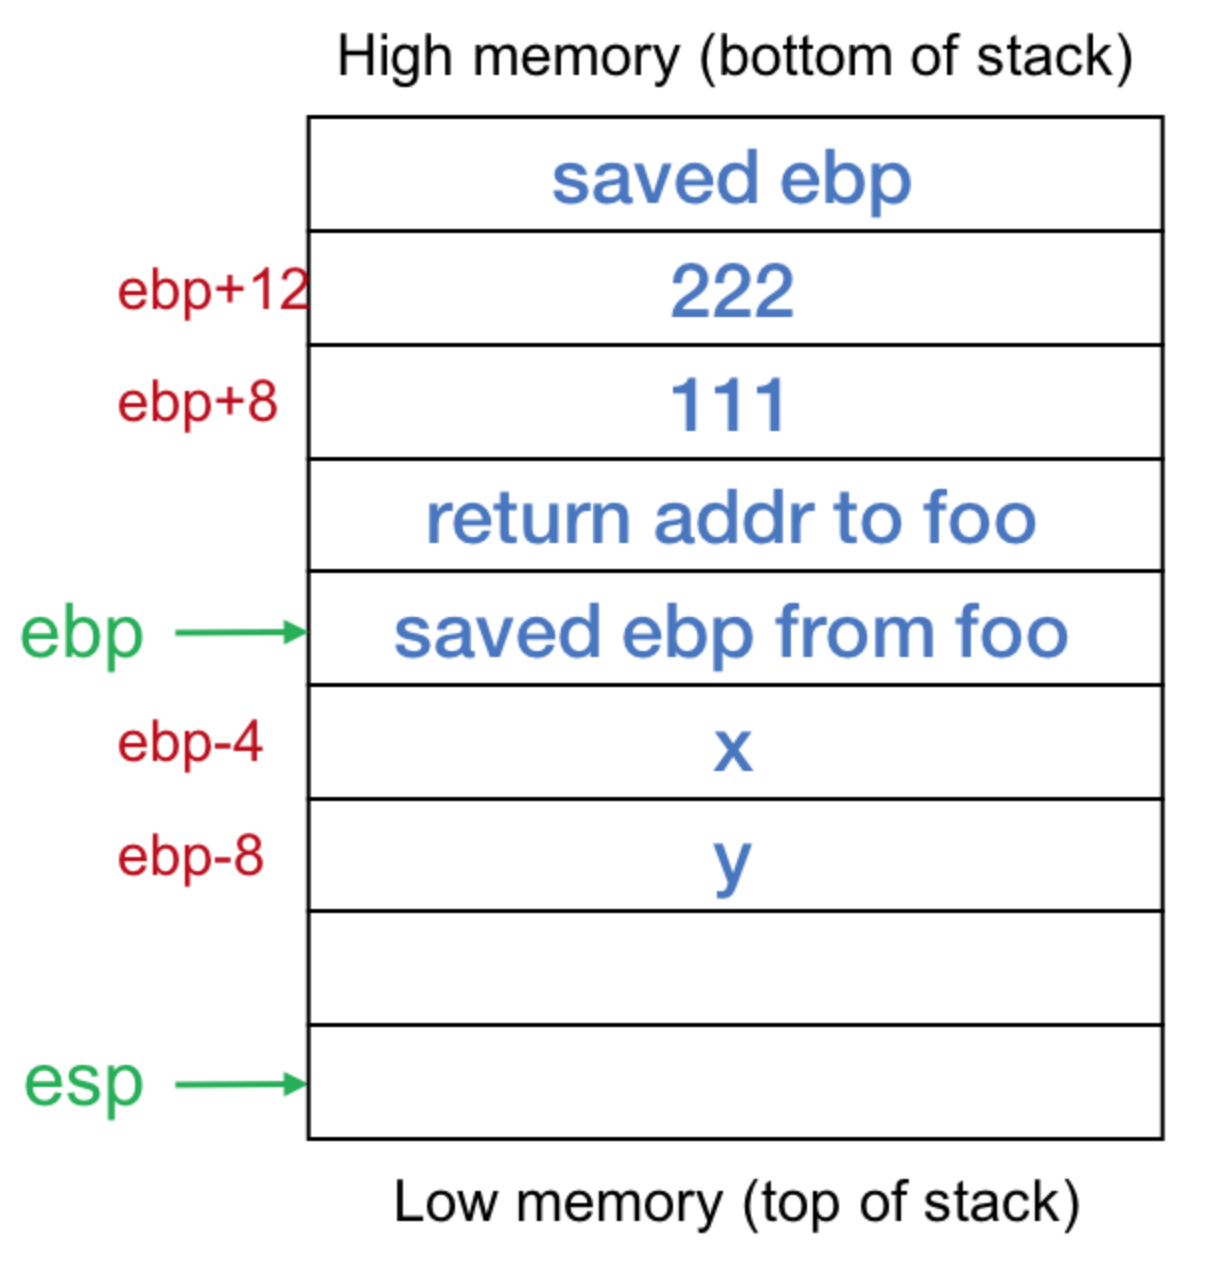 High memory (bottom of stack)
saved ebp
ebp+12 222
ebp+8 111
return addr to foo
ebp saved ebp from foo
ebp-4 x
ebp-8 y
esp
Low memory (top of stack)